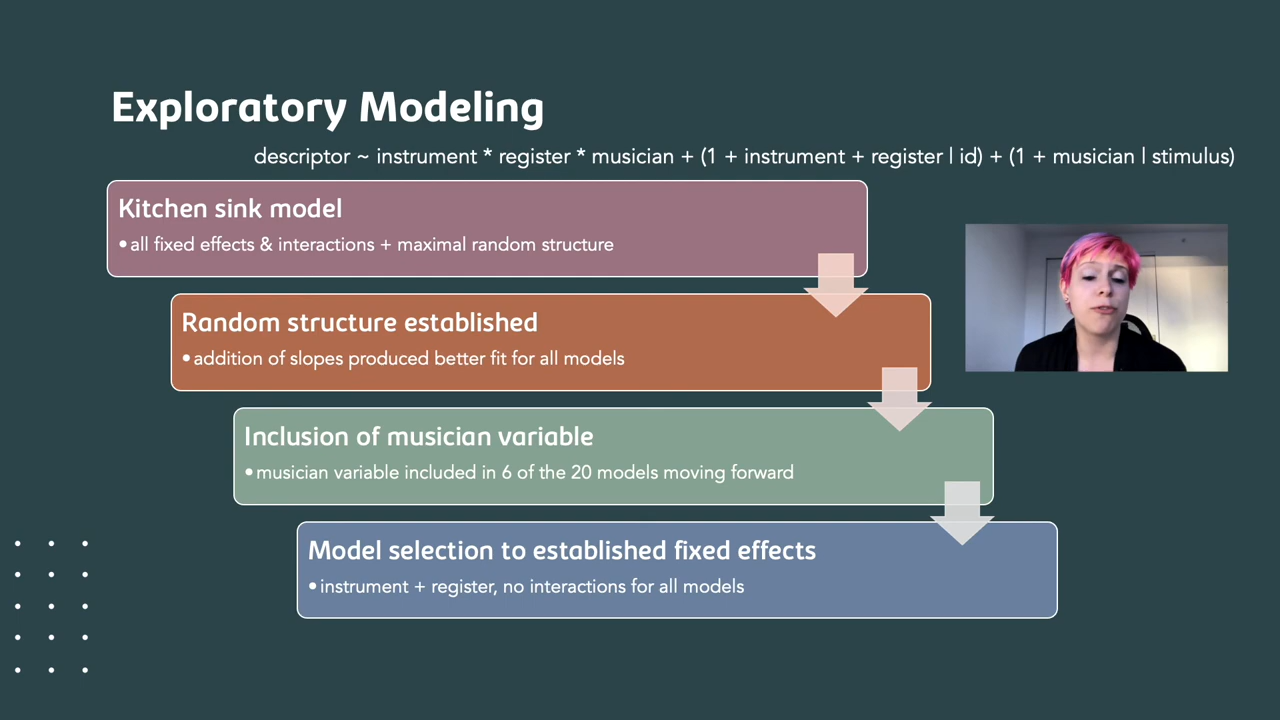 Exploratory Modeling
descriptor ~ instrument * register * musician + (1 + instrument + register | id) + (1 + musician | stimulus)
Kitchen sink model
• all fixed effects & interactions + maximal random structure
Random structure established
• addition of slopes produced better fit for all models
Inclusion of musician variable
• musician variable included in 6 of the 20 models moving forward
Model selection to established fixed effects
• instrument + register, no interactions for all models